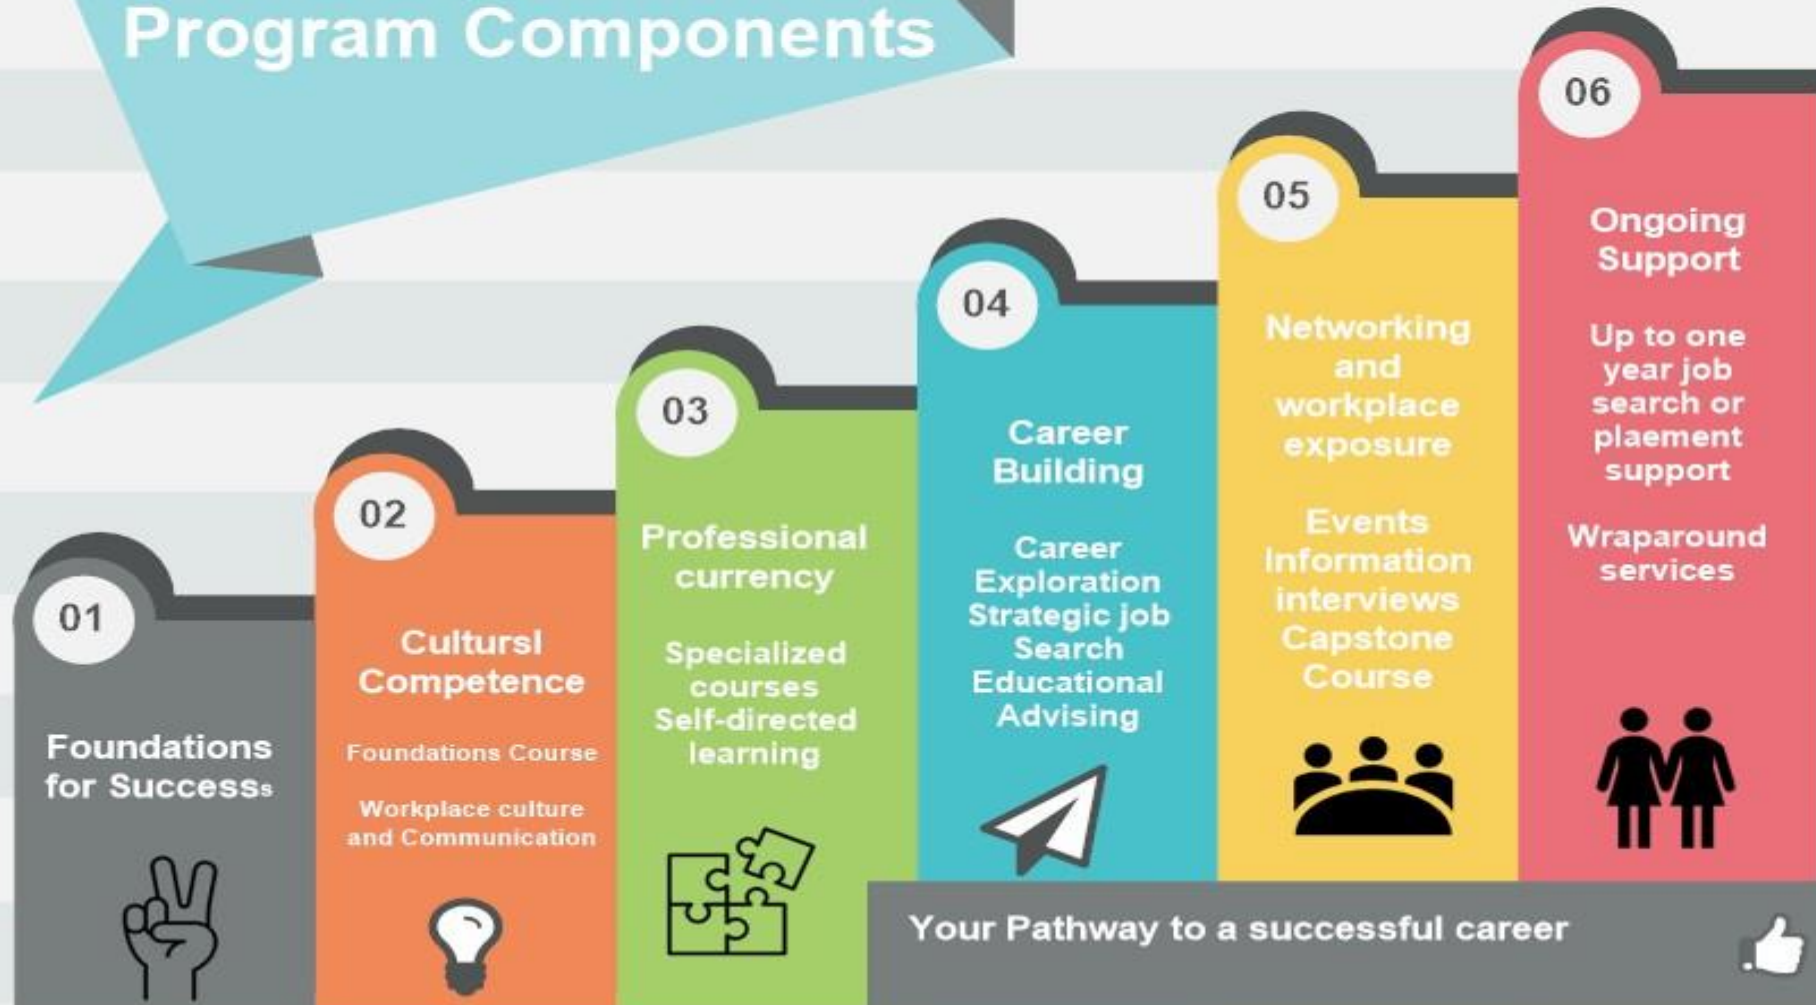 Program Components
01
Foundations
for Successs
02
Cultursl
Competence
Foundations Course
Workplace culture
and Communication
03
Professional
currency
Specialized
courses
Self-directed
learning
04
Career
Building
Career
Exploration
Strategic job
Search
Educational
Advising
05
Networking
and
workplace
exposure
Events
Information
interviews
Capstone
Course
06
Ongoing
Support
Up to one
year job
search or
plaement
support
Wraparound
services
Your Pathway to a successful career